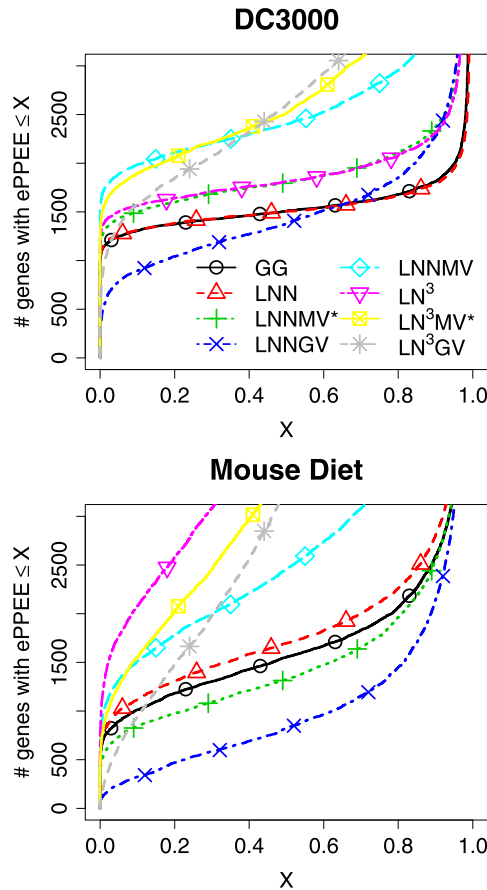 DC3000
# genes with ePPEE ≤ X
2500
1500
500
0
GG
LNN
LNNMV*
LNNGV
LNNMV
LN³
LN³MV*
LN³GV
0.0 0.2 0.4 0.6 0.8 1.0
X
Mouse Diet
# genes with ePPEE ≤ X
2500
1500
500
0
0.0 0.2 0.4 0.6 0.8 1.0
X